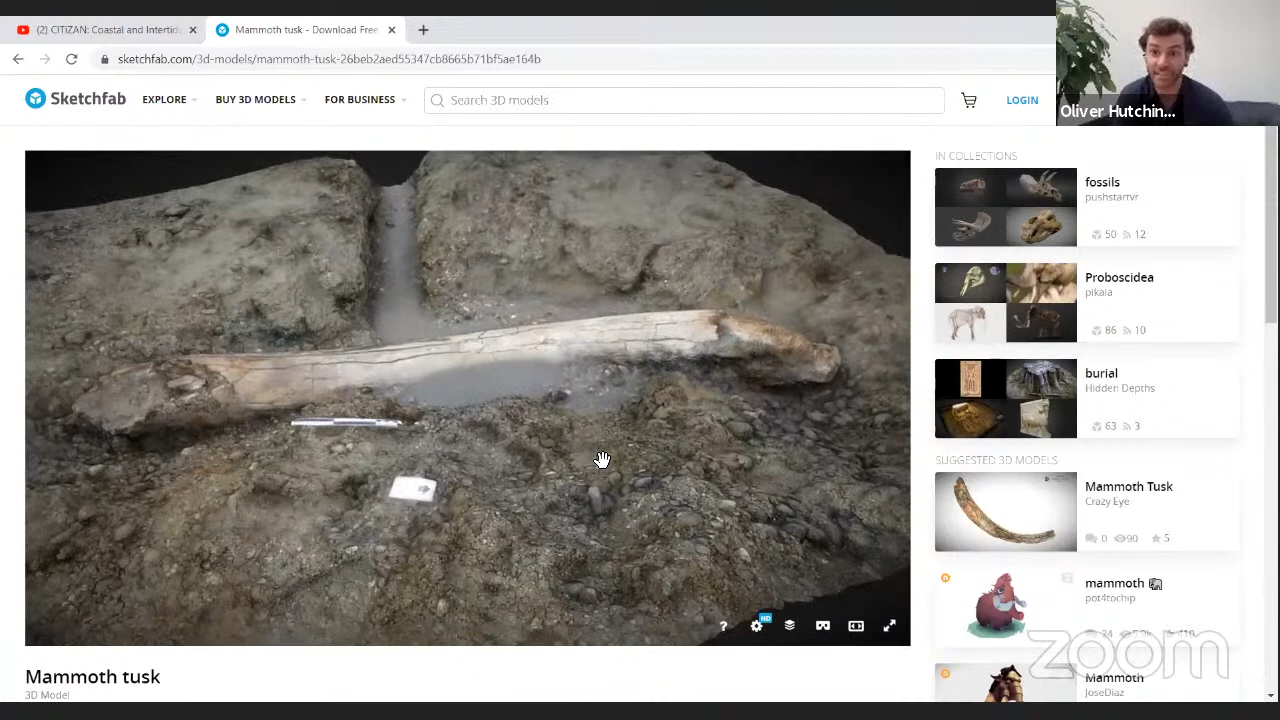 (2) CITiZAN: Coastal and Intertid
Mammoth tusk - Download Free
sketchfab.com/3d-models/mammoth-tusk-26beb2aed55347cb8665b71bf5ae164b
Oliver Hutchin...
Sketchfab
EXPLORE
BUY 3D MODELS
FOR BUSINESS
Search 3D models
LOGIN
IN COLLECTIONS
fossils
pushstartvr
50 12
Proboscidea
pikaia
86 10
burial
Hidden Depths
63 3
SUGGESTED 3D MODELS
Mammoth Tusk
Crazy Eye
0 90 5
mammoth
pot4tochip
Mammoth
JoseDiaz
?
HD
Mammoth tusk
3D Model
zoom